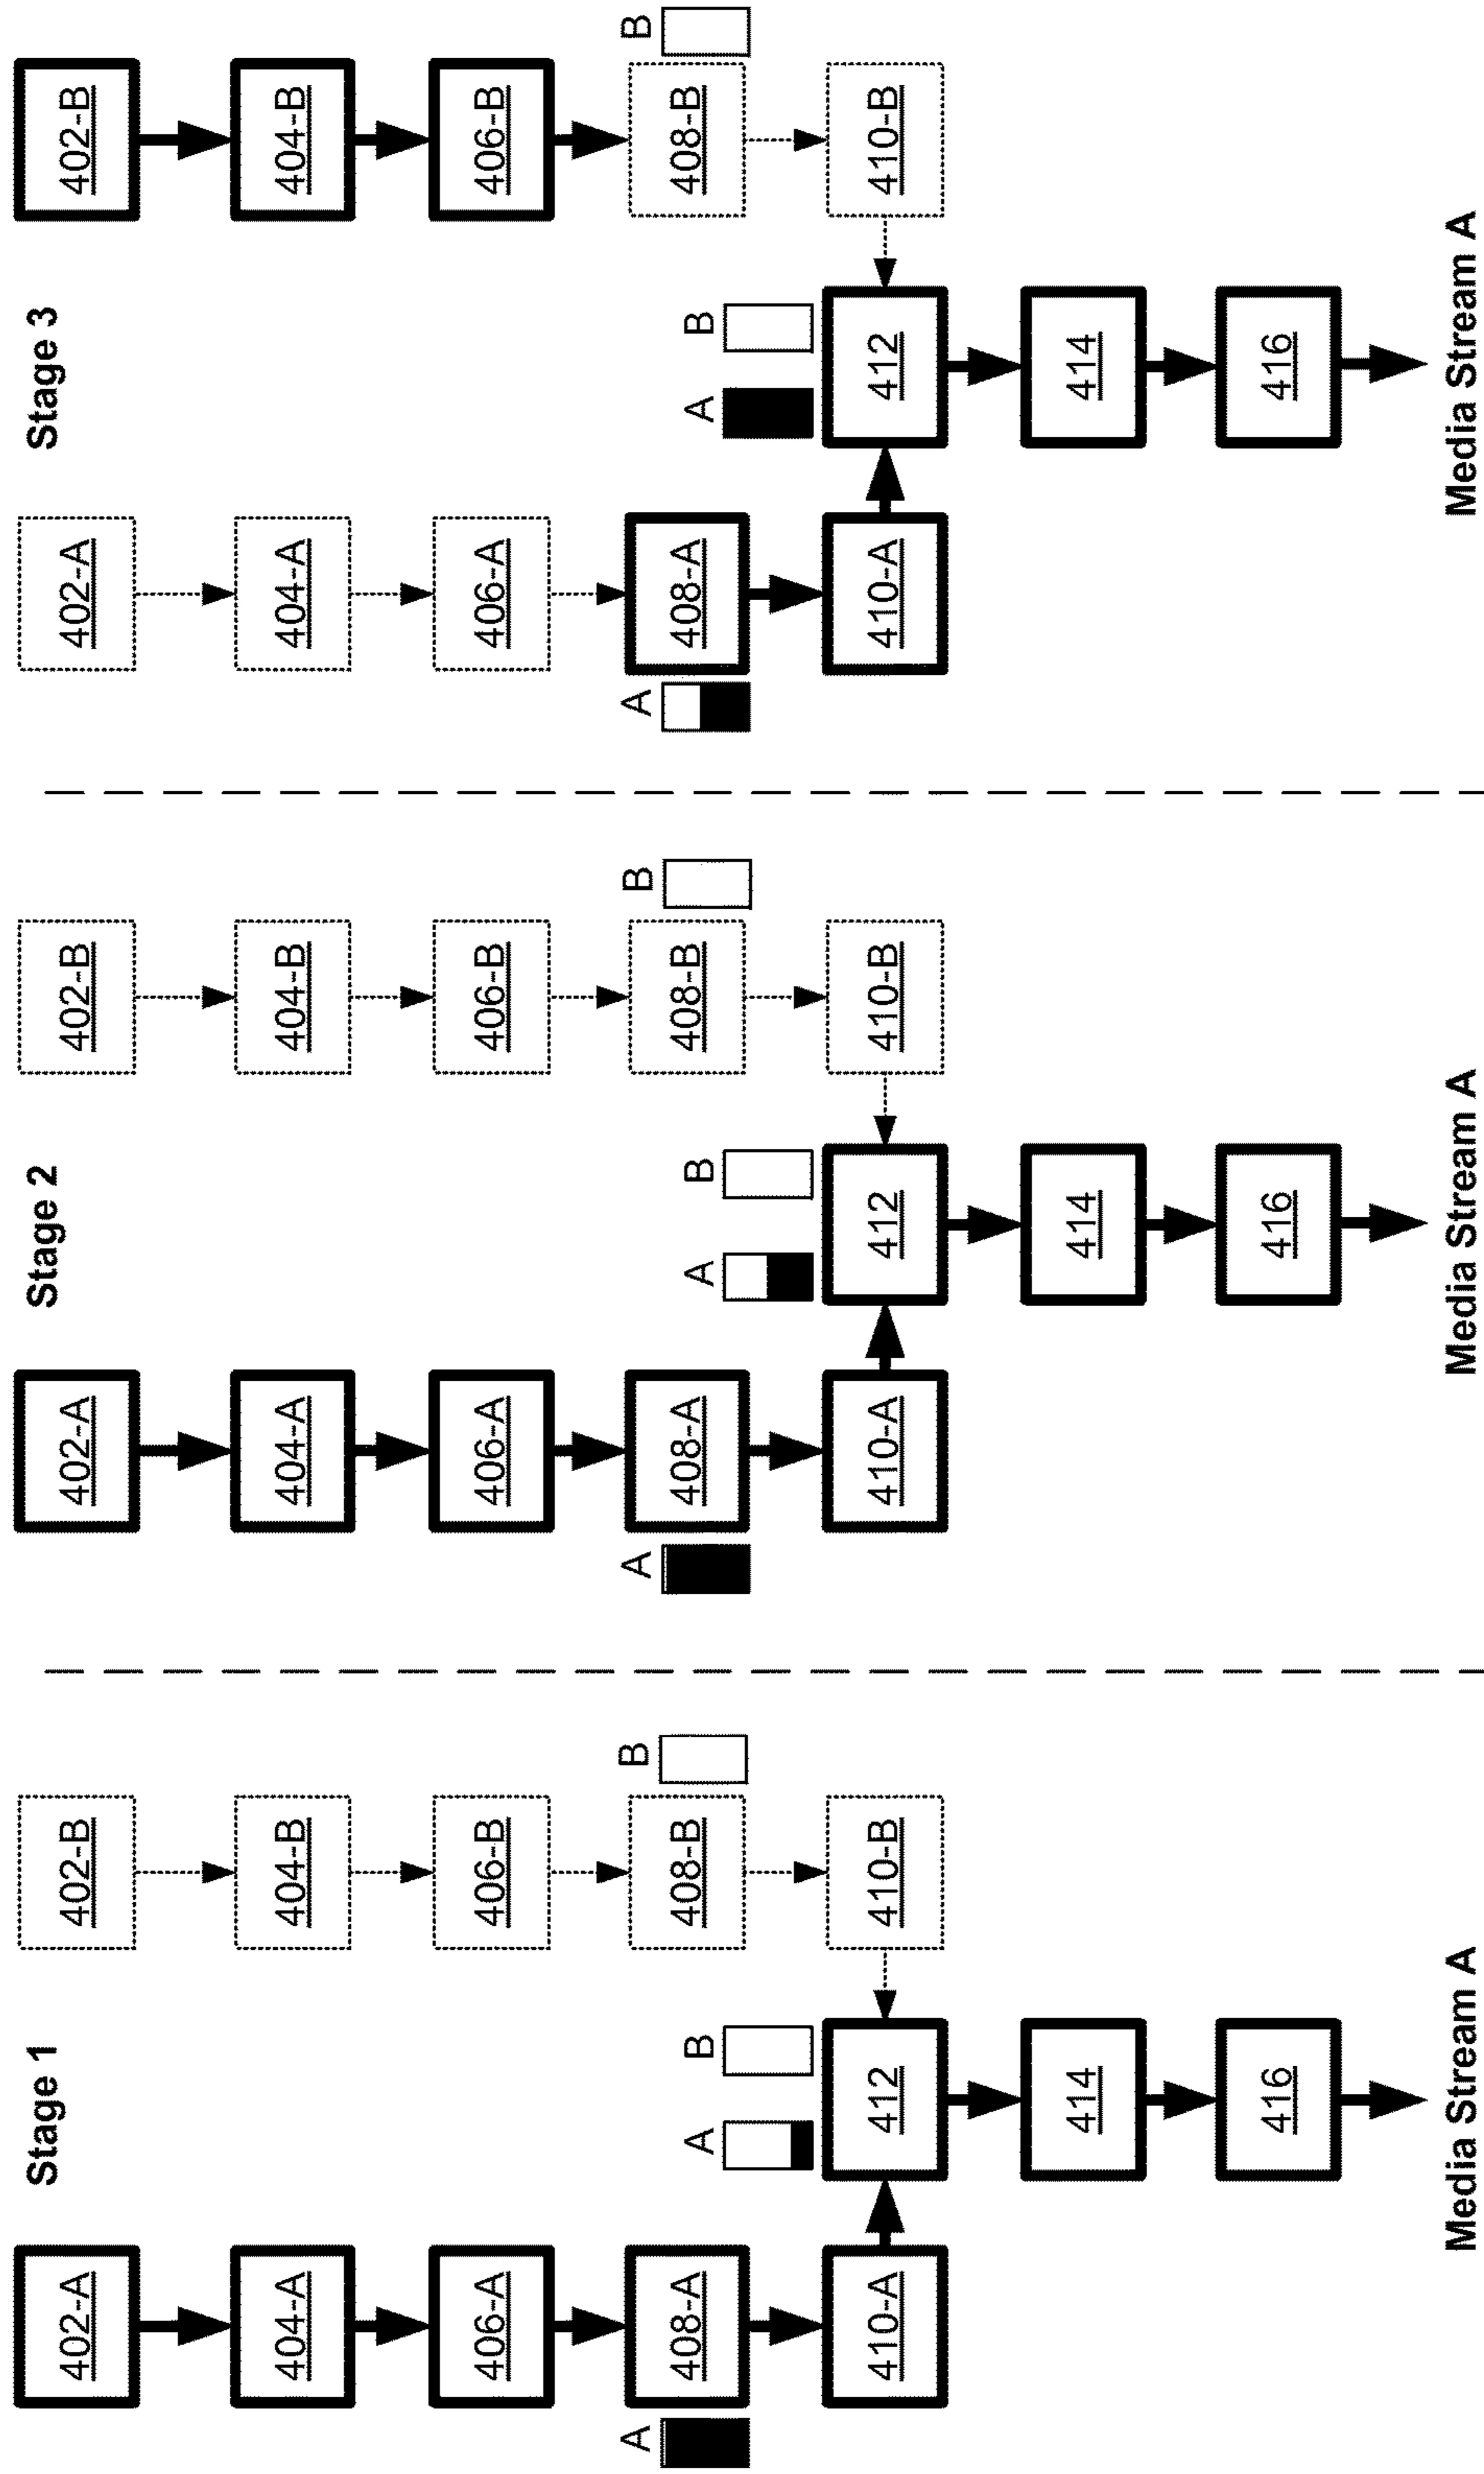 Stage 1
402-A
402-B
404-A
404-B
406-A
406-B
A
408-A
408-B
B
A
B
410-A
412
410-B
414
416
Media Stream A
Stage 2
402-A
402-B
404-A
404-B
406-A
406-B
A
408-A
408-B
B
A
B
410-A
412
410-B
414
416
Media Stream A
Stage 3
402-A
402-B
404-A
404-B
406-A
406-B
A
408-A
408-B
B
A
B
410-A
412
410-B
414
416
Media Stream A